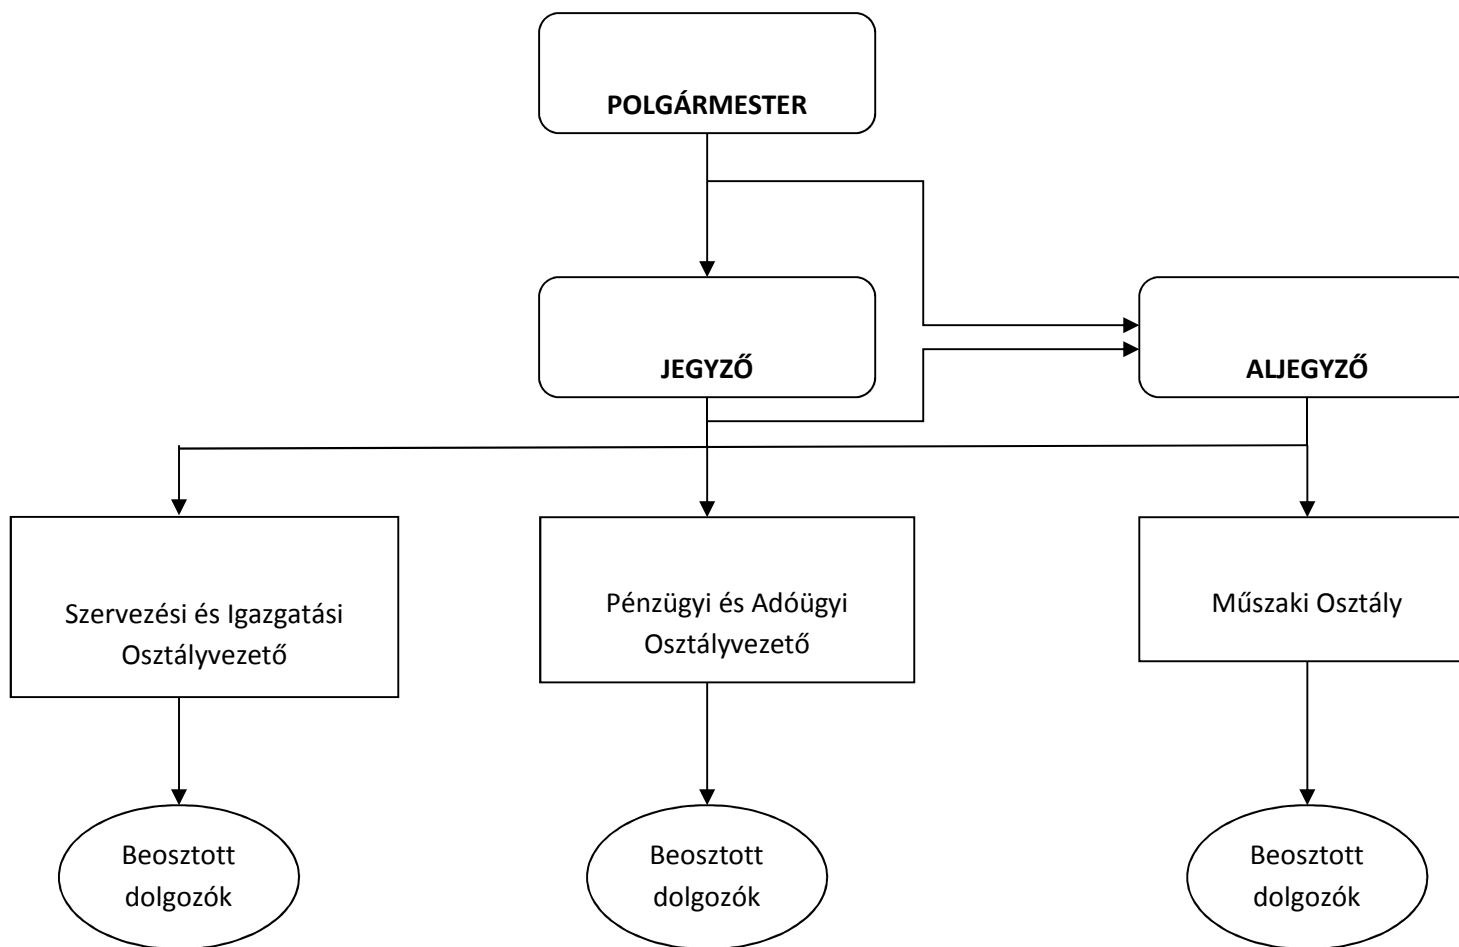 POLGÁRMESTER
JEGYZŐ
ALJEGYZŐ
Szervezési és Igazgatási
Osztályvezető
Pénzügyi és Adóügyi
Osztályvezető
Műszaki Osztály
Beosztott
dolgozók
Beosztott
dolgozók
Beosztott
dolgozók